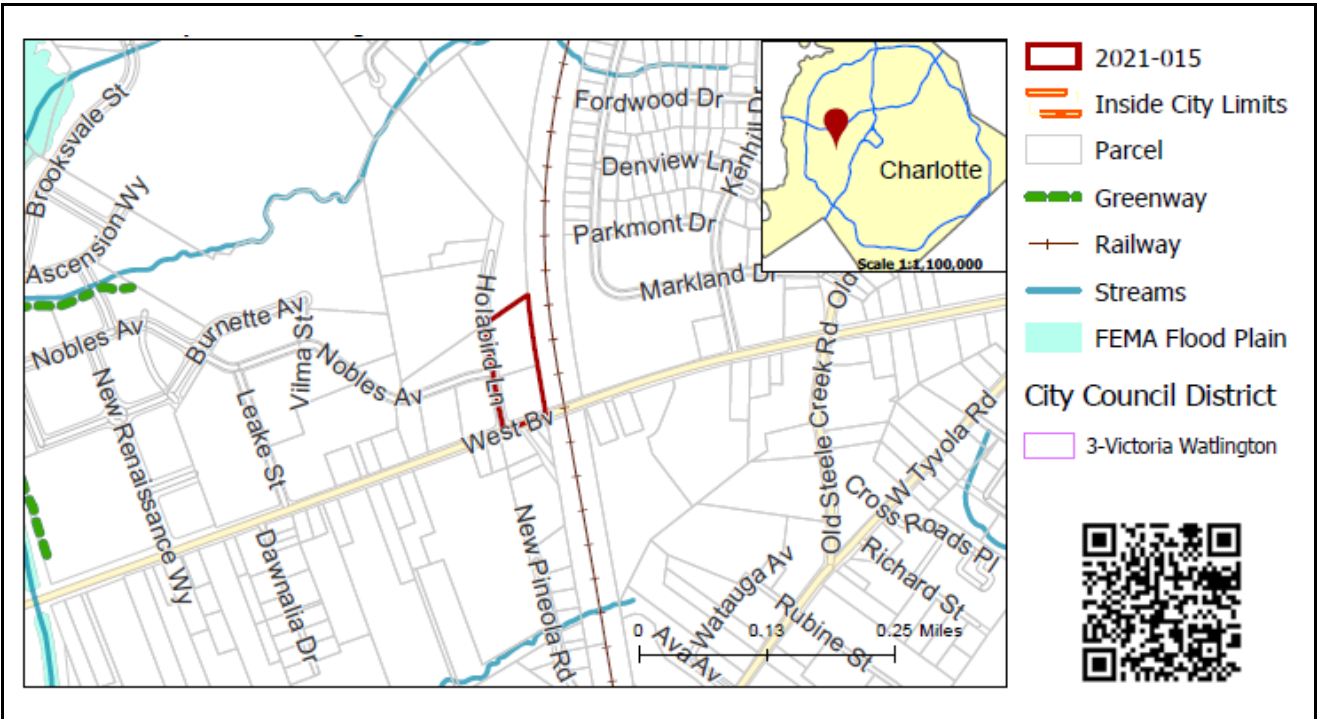 Brooksvale St
Ascension Wy
Nobles Av
Burnette Av
Vilma St
Nobles Av
New Renaissance Wy
Leake St
Dawnalia Dr
Holabird Ln
West Bv
New Pineola Rd
Fordwood Dr
Denview Ln
Kenhill Dr
Parkmont Dr
Markland Dr
Old Steele Creek Rd Old
W Tyvola Rd
Cross Roads Pl
Richard St
Rubine St
Watauga Av
Ava Av
0 0.13 0.25 Miles
Charlotte
Scale 1:1,100,000
2021-015
Inside City Limits
Parcel
Greenway
Railway
Streams
FEMA Flood Plain
City Council District
3-Victoria Watlington